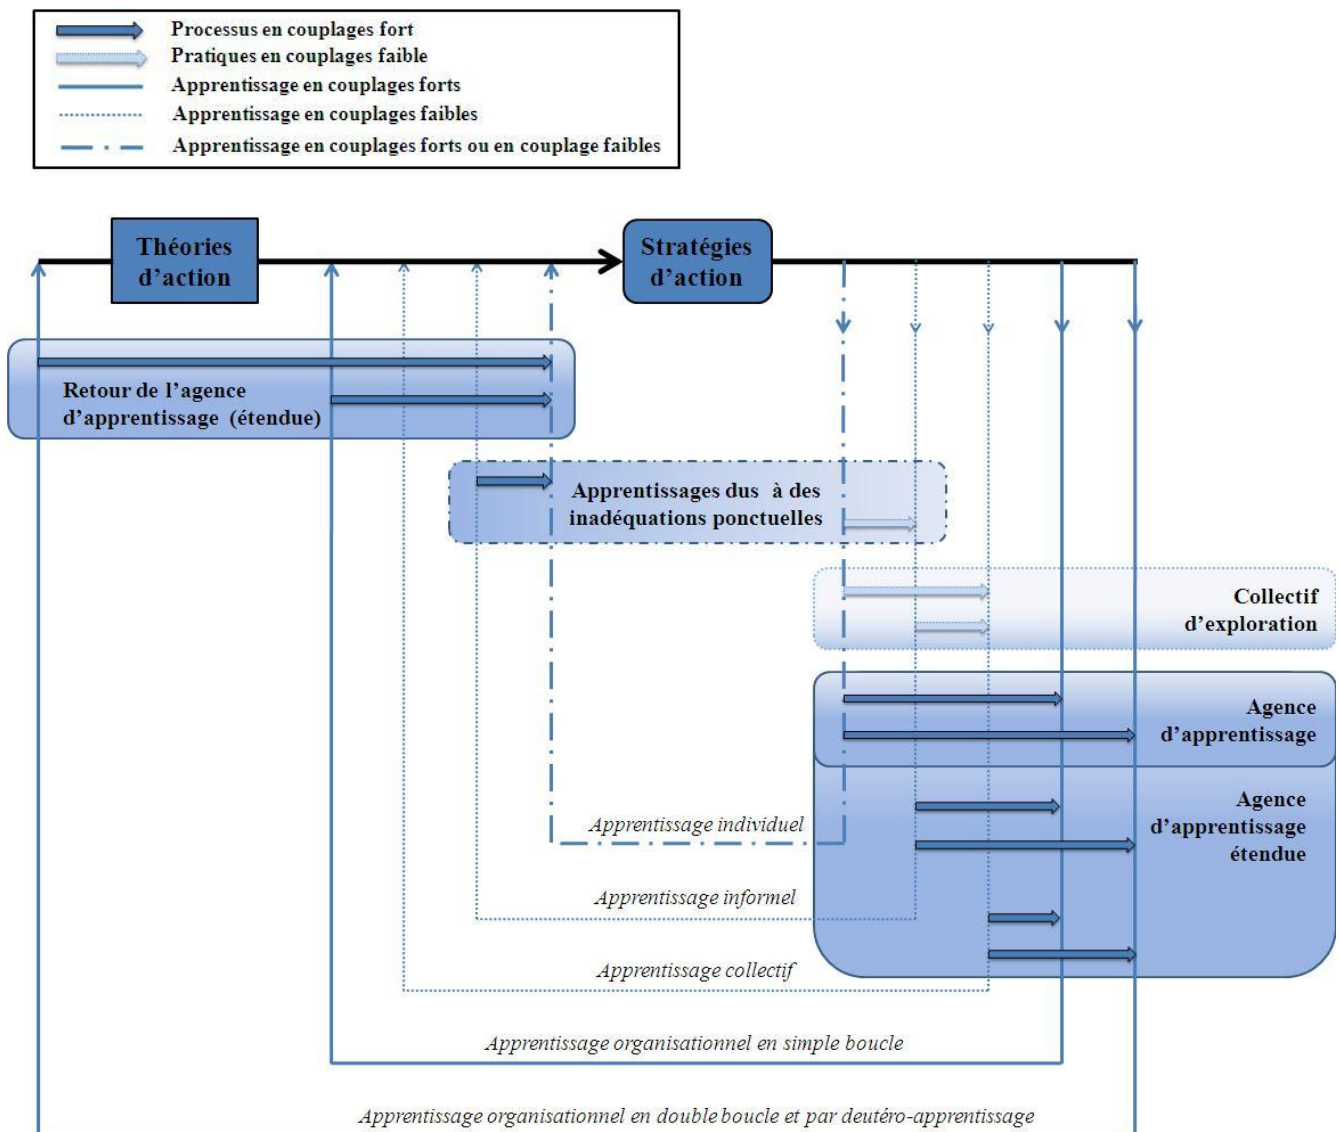 Processus en couplages fort
Pratiques en couplages faible
Apprentissage en couplages forts
Apprentissage en couplages faibles
Apprentissage en couplages forts ou en couplage faibles
Théories
d’action
Stratégies
d’action
Retour de l’agence
d’apprentissage (étendue)
Apprentissages dus à des
inadéquations ponctuelles
Collectif
d’exploration
Agence
d’apprentissage
Agence
d’apprentissage
étendue
Apprentissage individuel
Apprentissage informel
Apprentissage collectif
Apprentissage organisationnel en simple boucle
Apprentissage organisationnel en double boucle et par deutéro-apprentissage